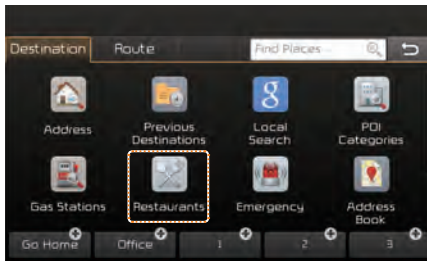 Destination Route Find Places...
Address
Previous
Destinations
Local
Search
POI
Categories
Gas Stations
Restaurants
Emergency
Address
Book
Go Home Office 1 2 3